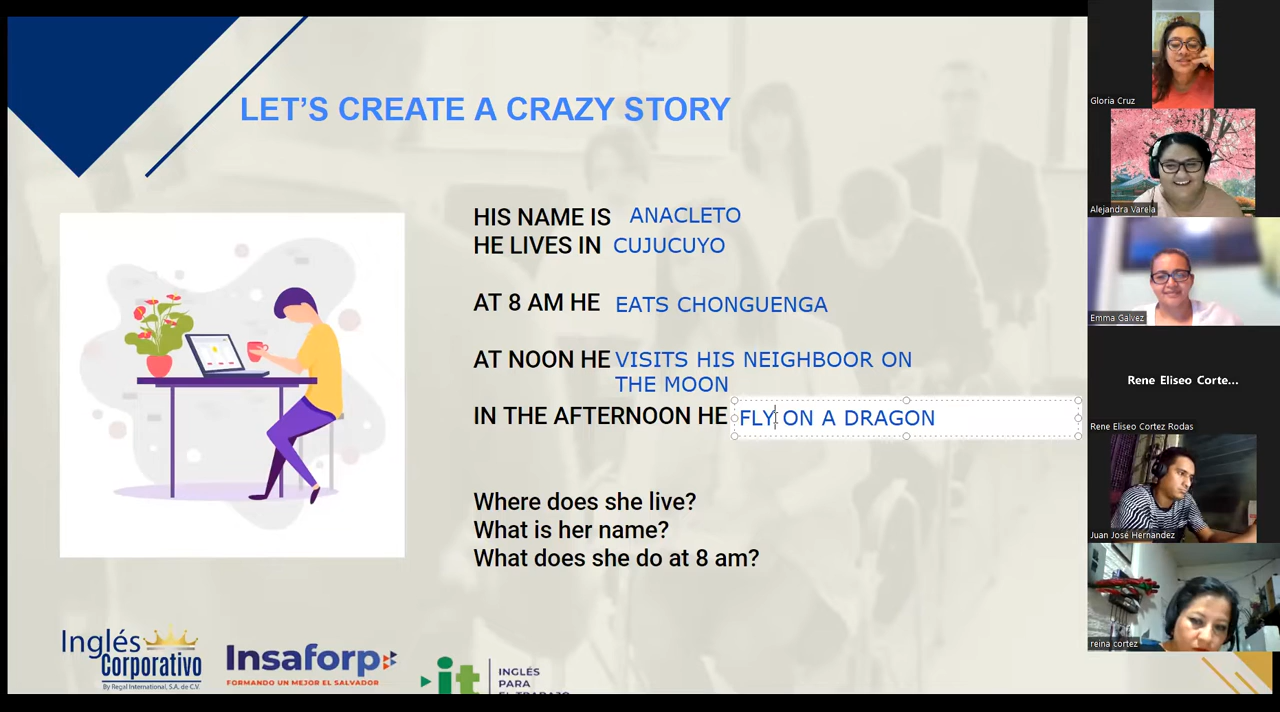 LET'S CREATE A CRAZY STORY
HIS NAME IS ANACLETO
HE LIVES IN CUJUCUYO
AT 8 AM HE EATS CHONGUENGA
AT NOON HE VISITS HIS NEIGHBOOR ON
THE MOON
IN THE AFTERNOON HE FLY ON A DRAGON
Where does she live?
What is her name?
What does she do at 8 am?
Inglés
Corporativo
By Regal International, S.A. de C.V.
Insaforp
FORMANDO UN MEJOR EL SALVADOR
it
INGLÉS
PARA
EL TRABAJO
Gloria Cruz
Alejandra Varela
Emma Galvez
Rene Eliseo Corte...
Rene Eliseo Cortez Rodas
Juan José Hernandez
reina cortez